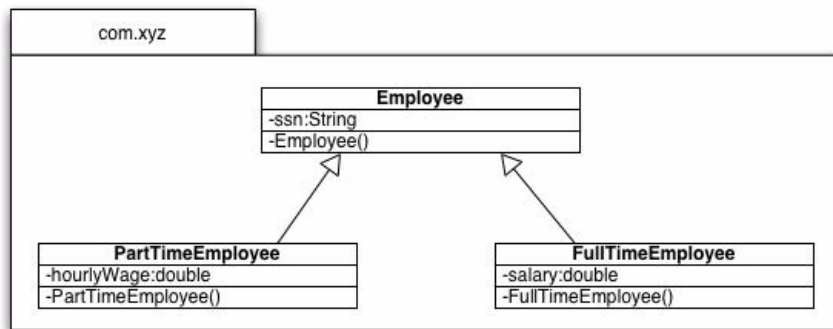 com.xyz
Employee
-ssn:String
-Employee()
PartTimeEmployee
-hourlyWage:double
-PartTimeEmployee()
FullTimeEmployee
-salary:double
-FullTimeEmployee()